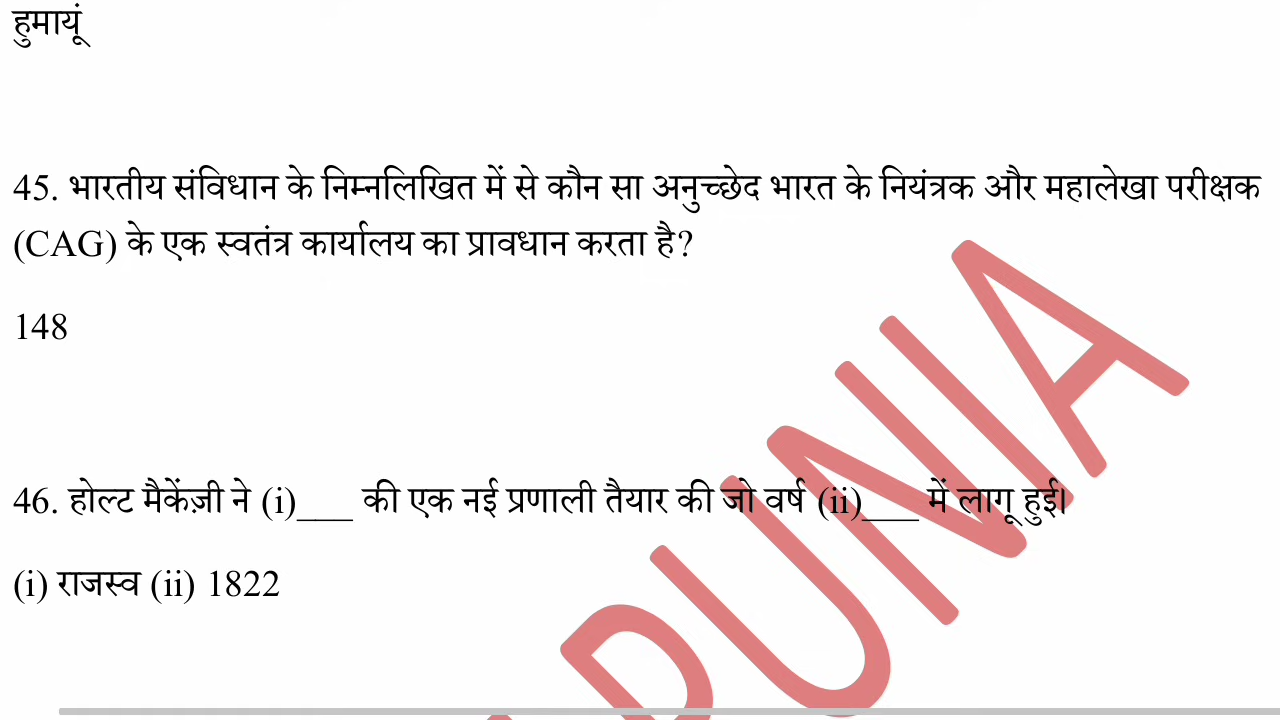 हुमायूं
45. भारतीय संविधान के निम्नलिखित में से कौन सा अनुच्छेद भारत के नियंत्रक और महालेखा परीक्षक
(CAG) के एक स्वतंत्र कार्यालय का प्रावधान करता है?
148
46. होल्ट मैकेंज़ी ने (i)___ की एक नई प्रणाली तैयार की जो वर्ष (ii)___ में लागू हुई।
(i) राजस्व (ii) 1822
PUNIA